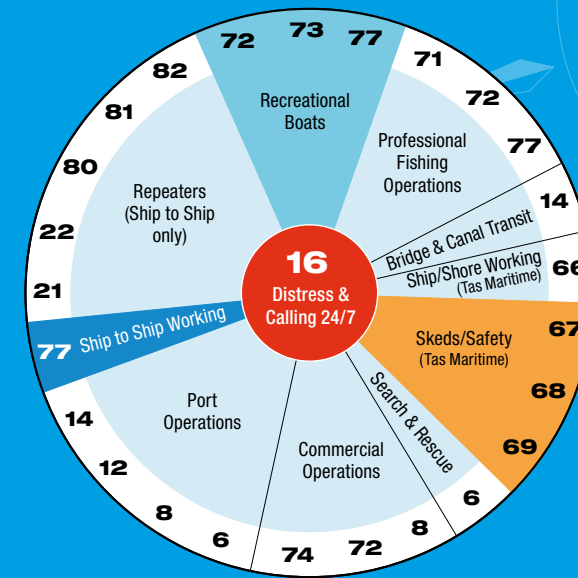 72 73 77
Recreational
Boats
71
72
77
Professional
Fishing
Operations
14
Bridge & Canal Transit
66
Ship/Shore Working
(Tas Maritime)
67
68
69
Skeds/Safety
(Tas Maritime)
6
Search & Rescue
8
72
74
Commercial
Operations
6
8
12
14
Port
Operations
77 Ship to Ship Working
21
22
80
81
82
Repeaters
(Ship to Ship
only)
16
Distress &
Calling 24/7